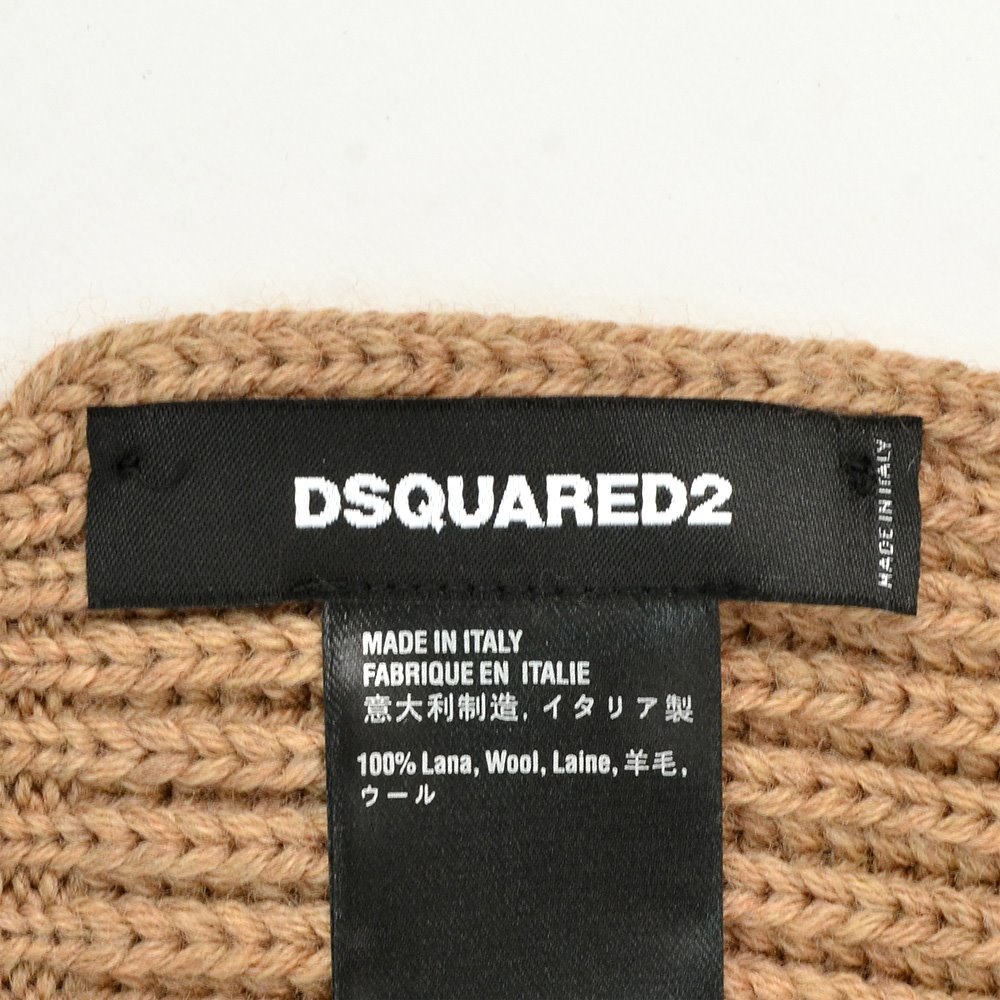 DSQUARED2
MADE IN ITALY
MADE IN ITALY
FABRIQUE EN ITALIE
意大利制造, イタリア製
100% Lana, Wool, Laine, 羊毛,
ウール